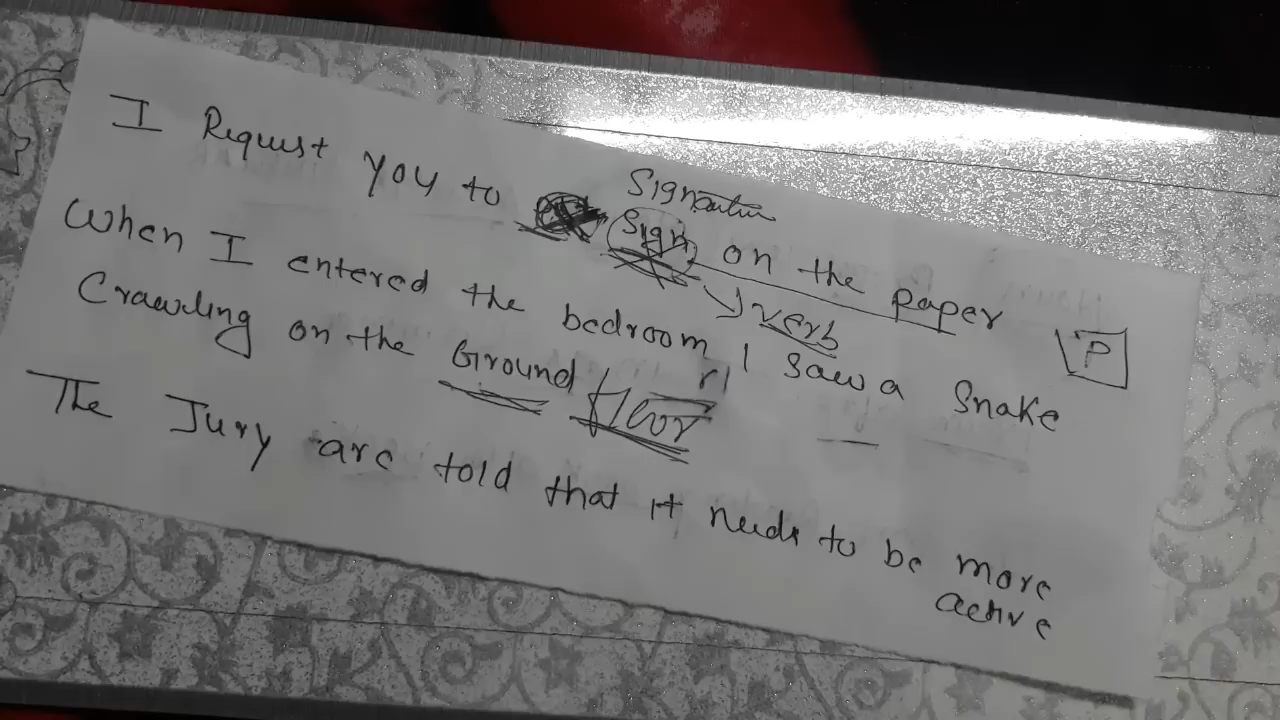 Signature
I Request you to sign on the paper
verb
P
When I entered the bedroom I saw a Snake
Crawling on the Ground floor
The Jury are told that it needs to be more
active